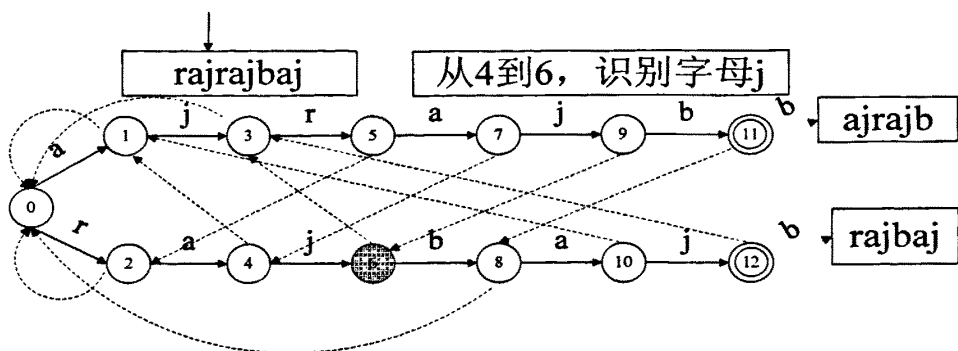 rajrajbaj
从4到6，识别字母j
a j r a j b b
ajrajb
1 3 5 7 9 11
0
r a j b a j b
rajbaj
2 4 6 8 10 12